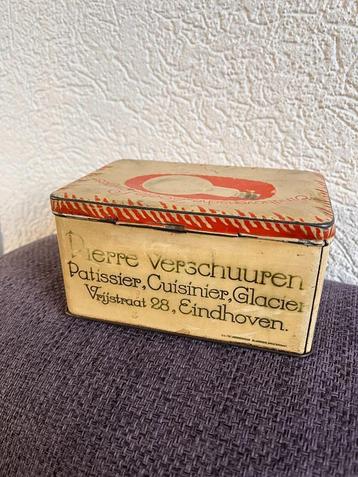 Pierre Verschuuren
Patissier, Cuisinier, Glacier
Vrijstraat 28, Eindhoven.